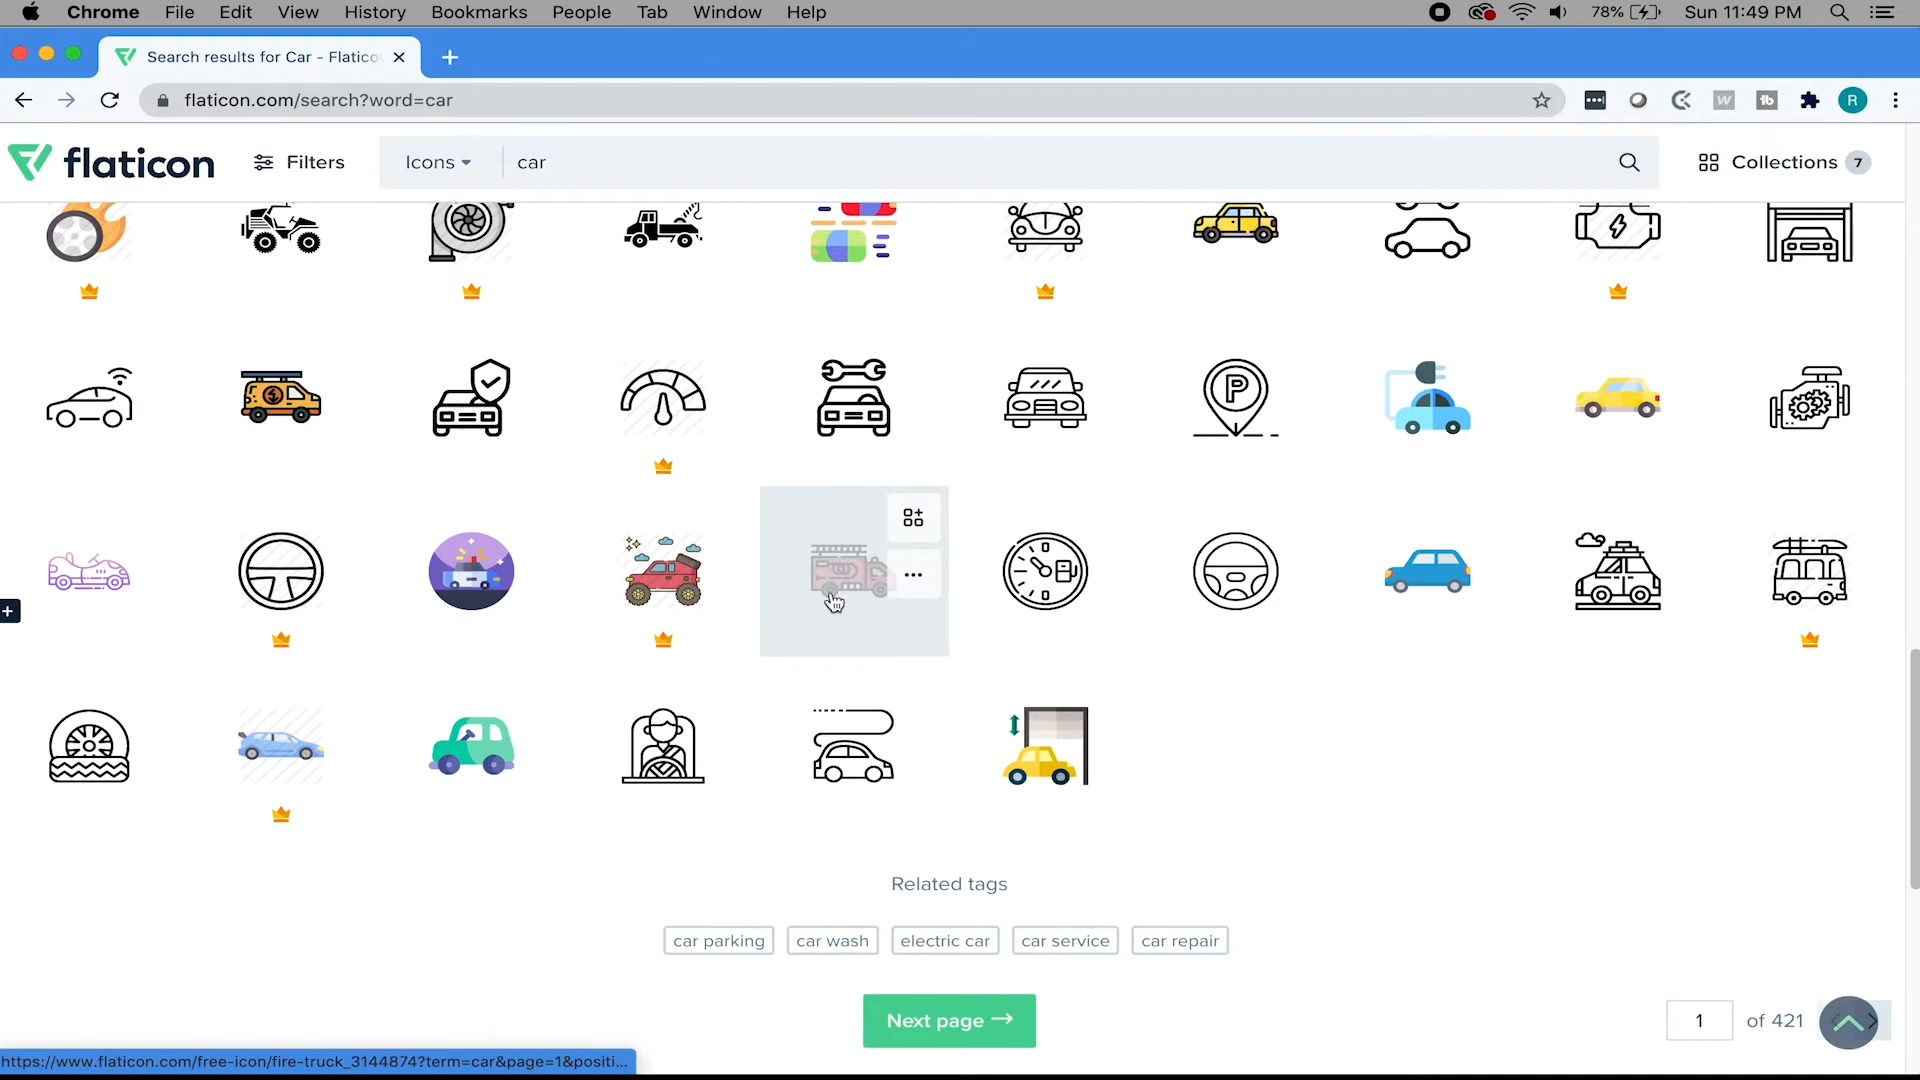 Chrome File Edit View History Bookmarks People Tab Window Help 78% Sun 11:49 PM
Search results for Car - Flatico
flaticon.com/search?word=car w tb R
flaticon Filters Icons car Collections 7
P
...
Related tags
car parking car wash electric car car service car repair
Next page → 1 of 421
https://www.flaticon.com/free-icon/fire-truck_3144874?term=car&page=1&positi...